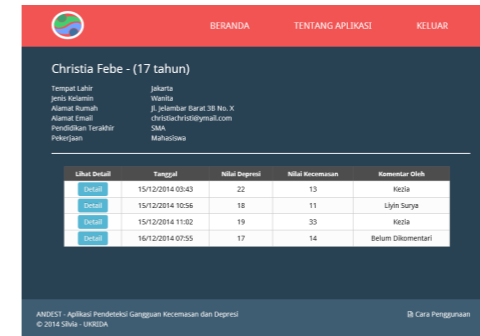 BERANDA TENTANG APLIKASI KELUAR
Christia Febe - (17 tahun)
Tempat Lahir Jakarta
Jenis Kelamin Wanita
Alamat Rumah Jl. Jelambar Barat 3B No. X
Alamat Email christiachristi@ymail.com
Pendidikan Terakhir SMA
Pekerjaan Mahasiswa
Lihat Detail Tanggal Nilai Depresi Nilai Kecemasan Komentar Oleh
Detail 15/12/2014 03:43 22 13 Kezia
Detail 15/12/2014 10:56 18 11 Liyin Surya
Detail 15/12/2014 11:02 19 33 Kezia
Detail 16/12/2014 07:55 17 14 Belum Dikomentari
ANDEST - Aplikasi Pendeteksi Gangguan Kecemasan dan Depresi Cara Penggunaan
© 2014 Silvia - UKRIDA